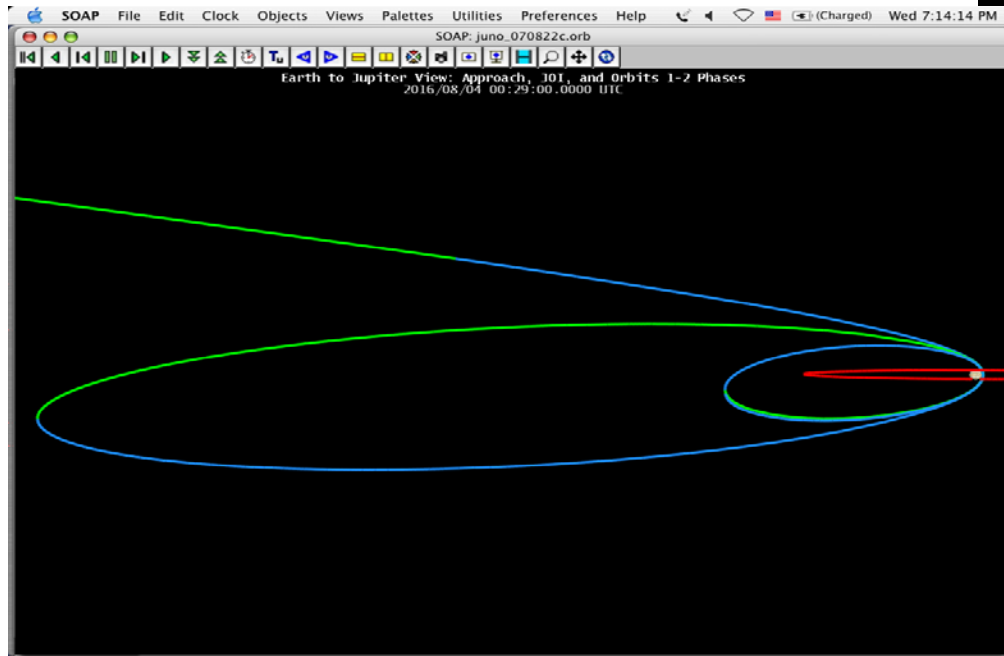 SOAP File Edit Clock Objects Views Palettes Utilities Preferences Help (Charged) Wed 7:14:14 PM
SOAP: juno_070822c.orb
Tu
Earth to Jupiter View: Approach, JOI, and Orbits 1-2 Phases
2016/08/04 00:29:00.0000 UTC